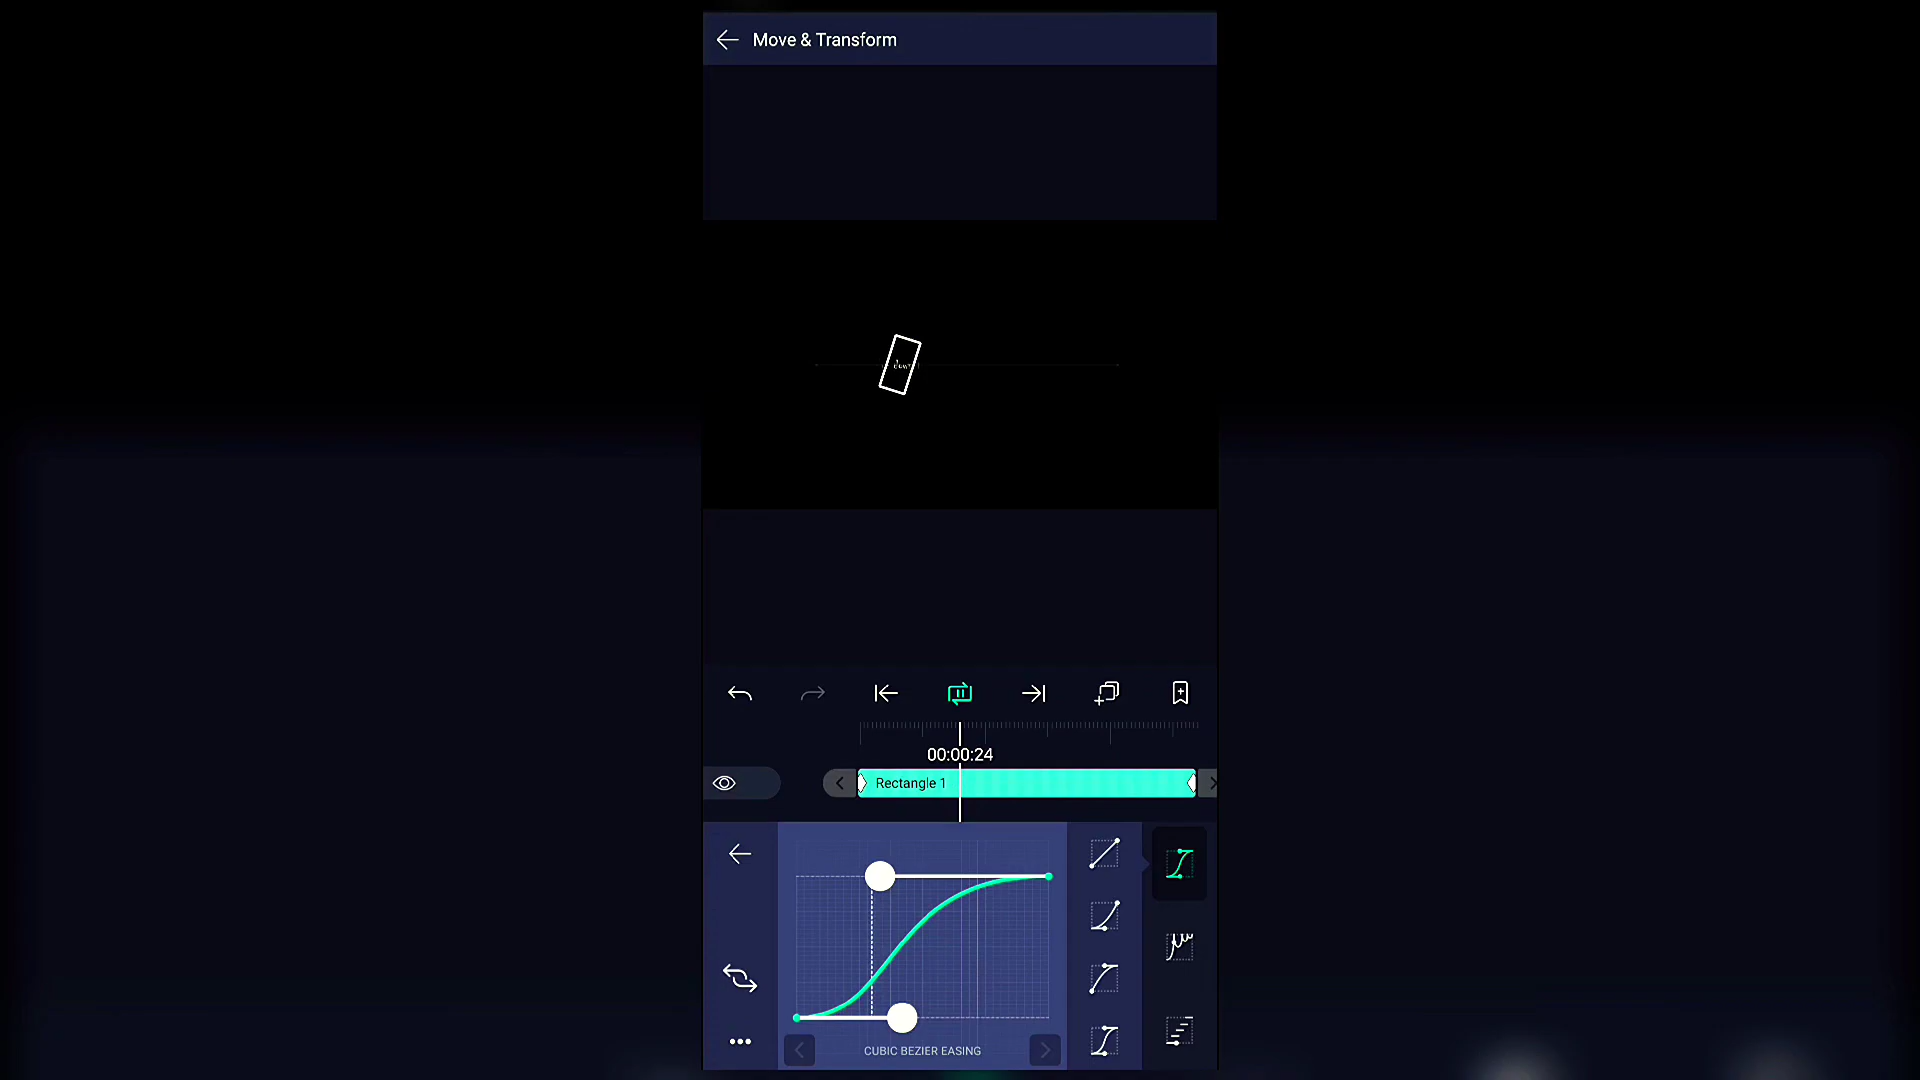 Move & Transform
00:00:24
Rectangle 1
CUBIC BEZIER EASING